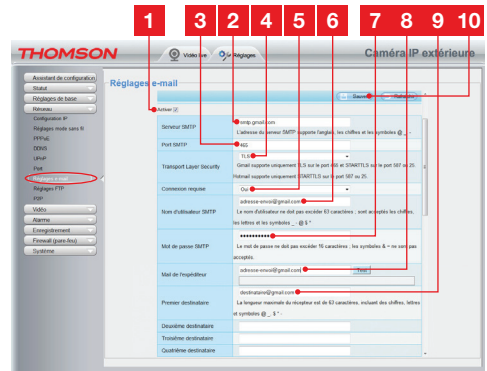 1 3 2 4 5 6 7 8 9 10
THOMSON
Vidéo live
Réglages
Caméra IP extérieure
Assistant de configuration
Statut
Réglages de base
Réseau
Configuration IP
Réglages mode sans fil
PPPoE
DDNS
UPnP
Port
Réglages e-mail
Réglages FTP
P2P
Vidéo
Alarme
Enregistrement
Firewall (pare-feu)
Système
Réglages e-mail
Sauver
Rafraîchir
Activer
Serveur SMTP
smtp.gmail.com
L'adresse du serveur SMTP supporte l'anglais, les chiffres et les symboles @ _ -
Port SMTP
465
Transport Layer Security
TLS
Gmail supporte uniquement TLS sur le port 465 et STARTTLS sur le port 587 ou 25.
Hotmail supporte uniquement STARTTLS sur le port 587 ou 25.
Connexion requise
Oui
Nom d'utilisateur SMTP
adresse-envoi@gmail.com
Le nom d'utilisateur ne doit pas excéder 63 caractères ; sont acceptés les chiffres,
les lettres et les symboles _ - @ $ *
Mot de passe SMTP
••••••••••
Le mot de passe ne doit pas excéder 16 caractères ; les symboles & = ne sont pas
acceptés.
Mail de l'expéditeur
adresse-envoi@gmail.com
Test
Premier destinataire
destinataire@gmail.com
La longueur maximale du récepteur est de 63 caractères, incluant des chiffres, lettres
et symboles @ _ $ * -
Deuxième destinataire
Troisième destinataire
Quatrième destinataire